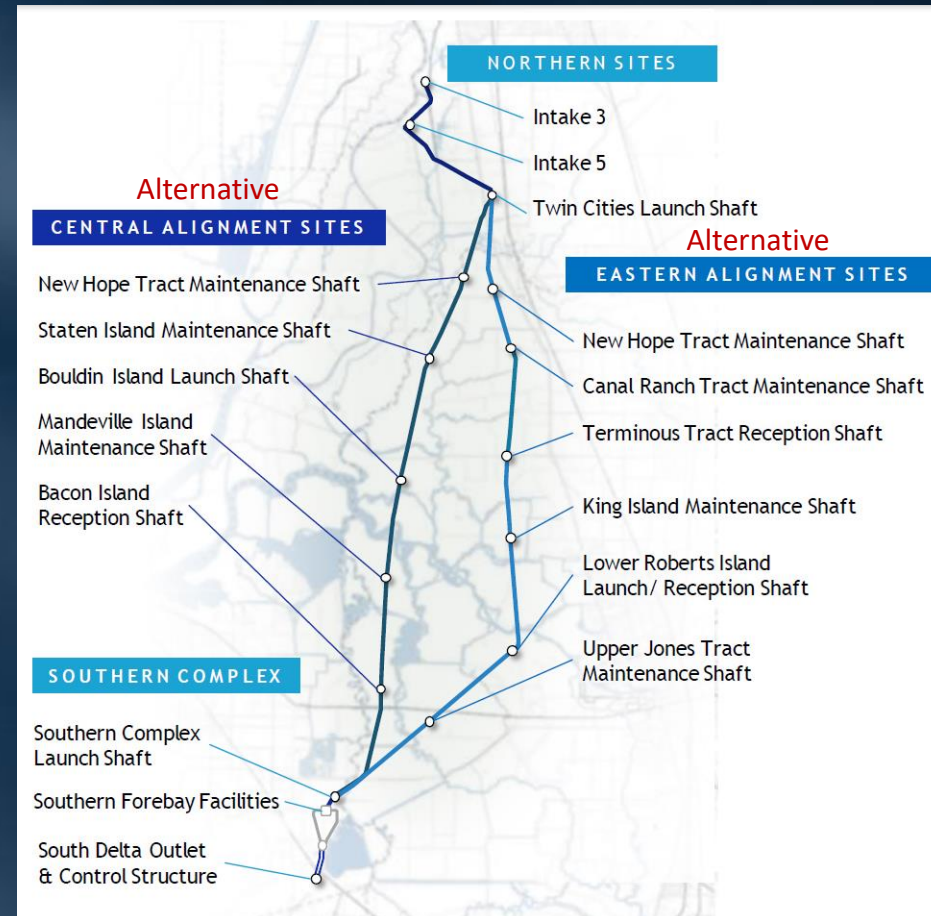 NORTHERN SITES
Intake 3
Intake 5
Twin Cities Launch Shaft
Alternative
CENTRAL ALIGNMENT SITES
New Hope Tract Maintenance Shaft
Staten Island Maintenance Shaft
Bouldin Island Launch Shaft
Mandeville Island
Maintenance Shaft
Bacon Island
Reception Shaft
Alternative
EASTERN ALIGNMENT SITES
New Hope Tract Maintenance Shaft
Canal Ranch Tract Maintenance Shaft
Terminous Tract Reception Shaft
King Island Maintenance Shaft
Lower Roberts Island
Launch/ Reception Shaft
Upper Jones Tract
Maintenance Shaft
SOUTHERN COMPLEX
Southern Complex
Launch Shaft
Southern Forebay Facilities
South Delta Outlet
& Control Structure